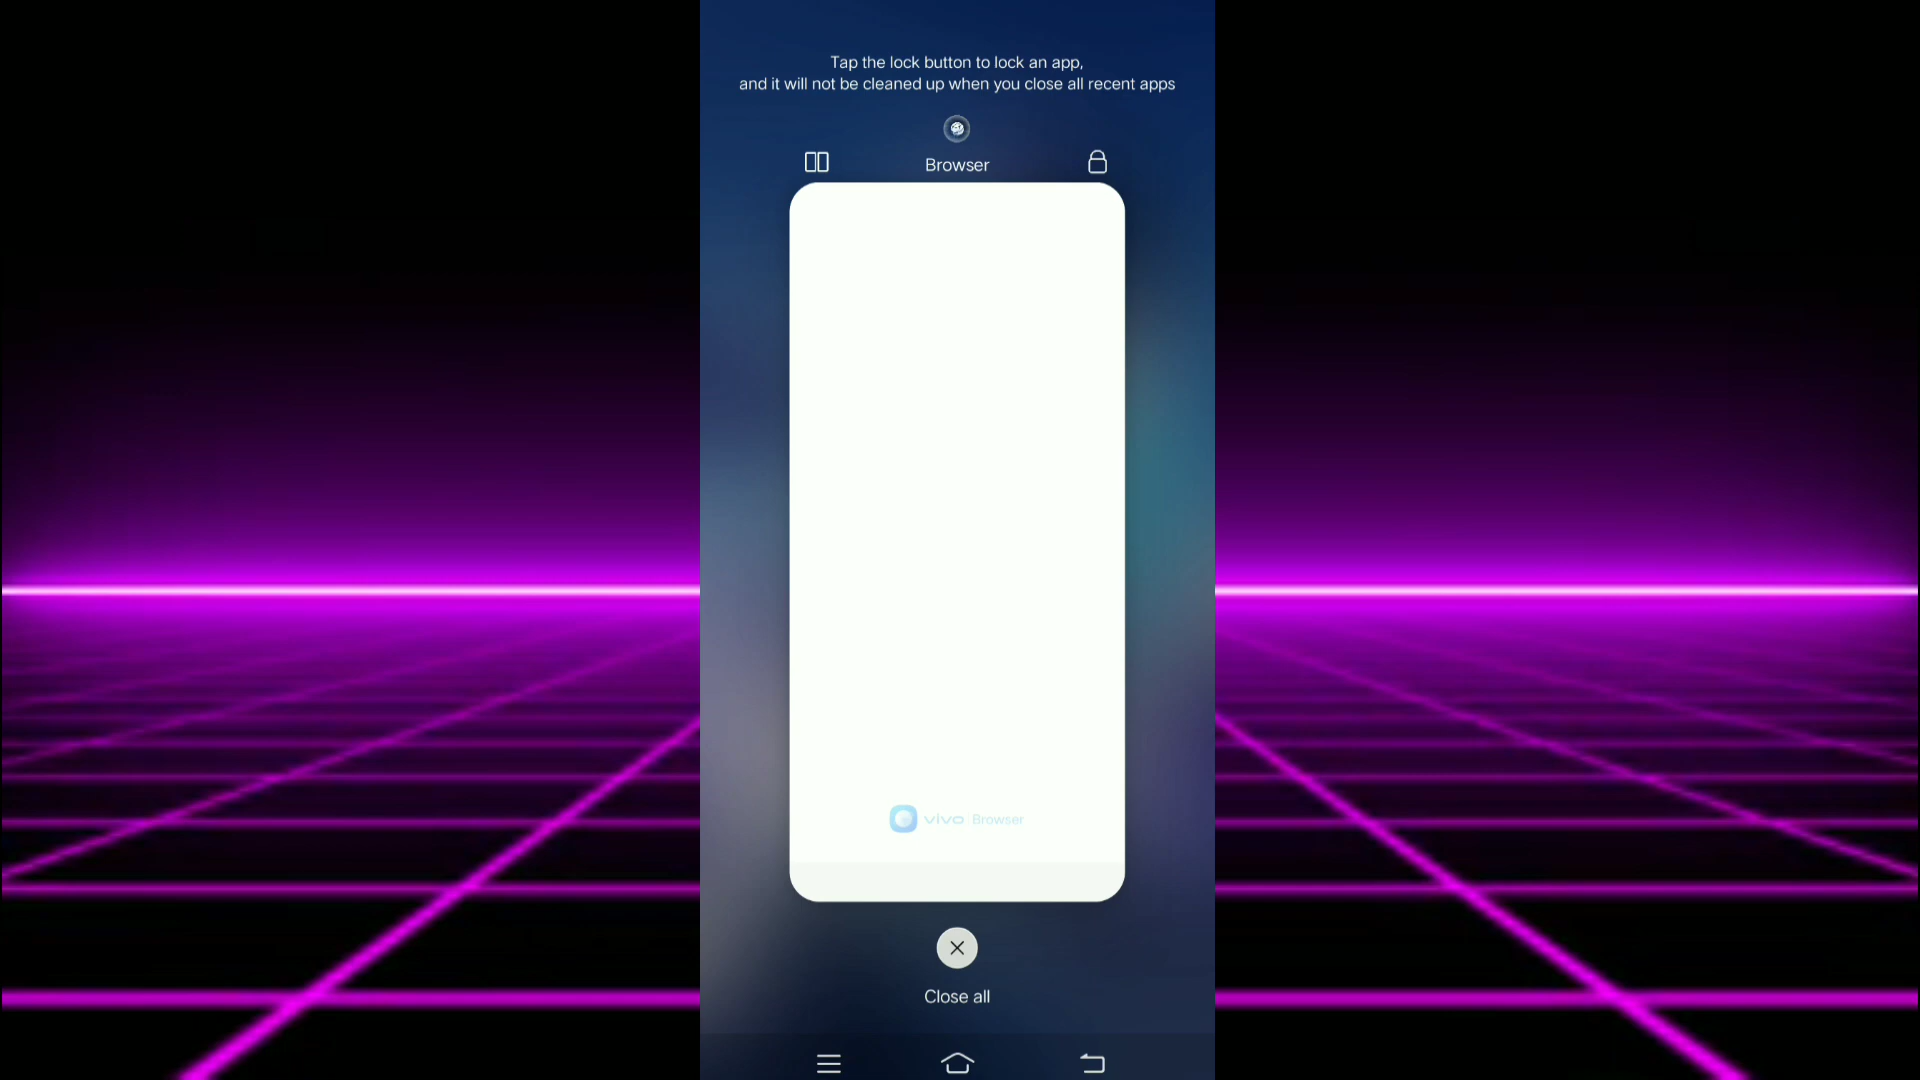 Tap the lock button to lock an app,
and it will not be cleaned up when you close all recent apps
Browser
vivo Browser
Close all